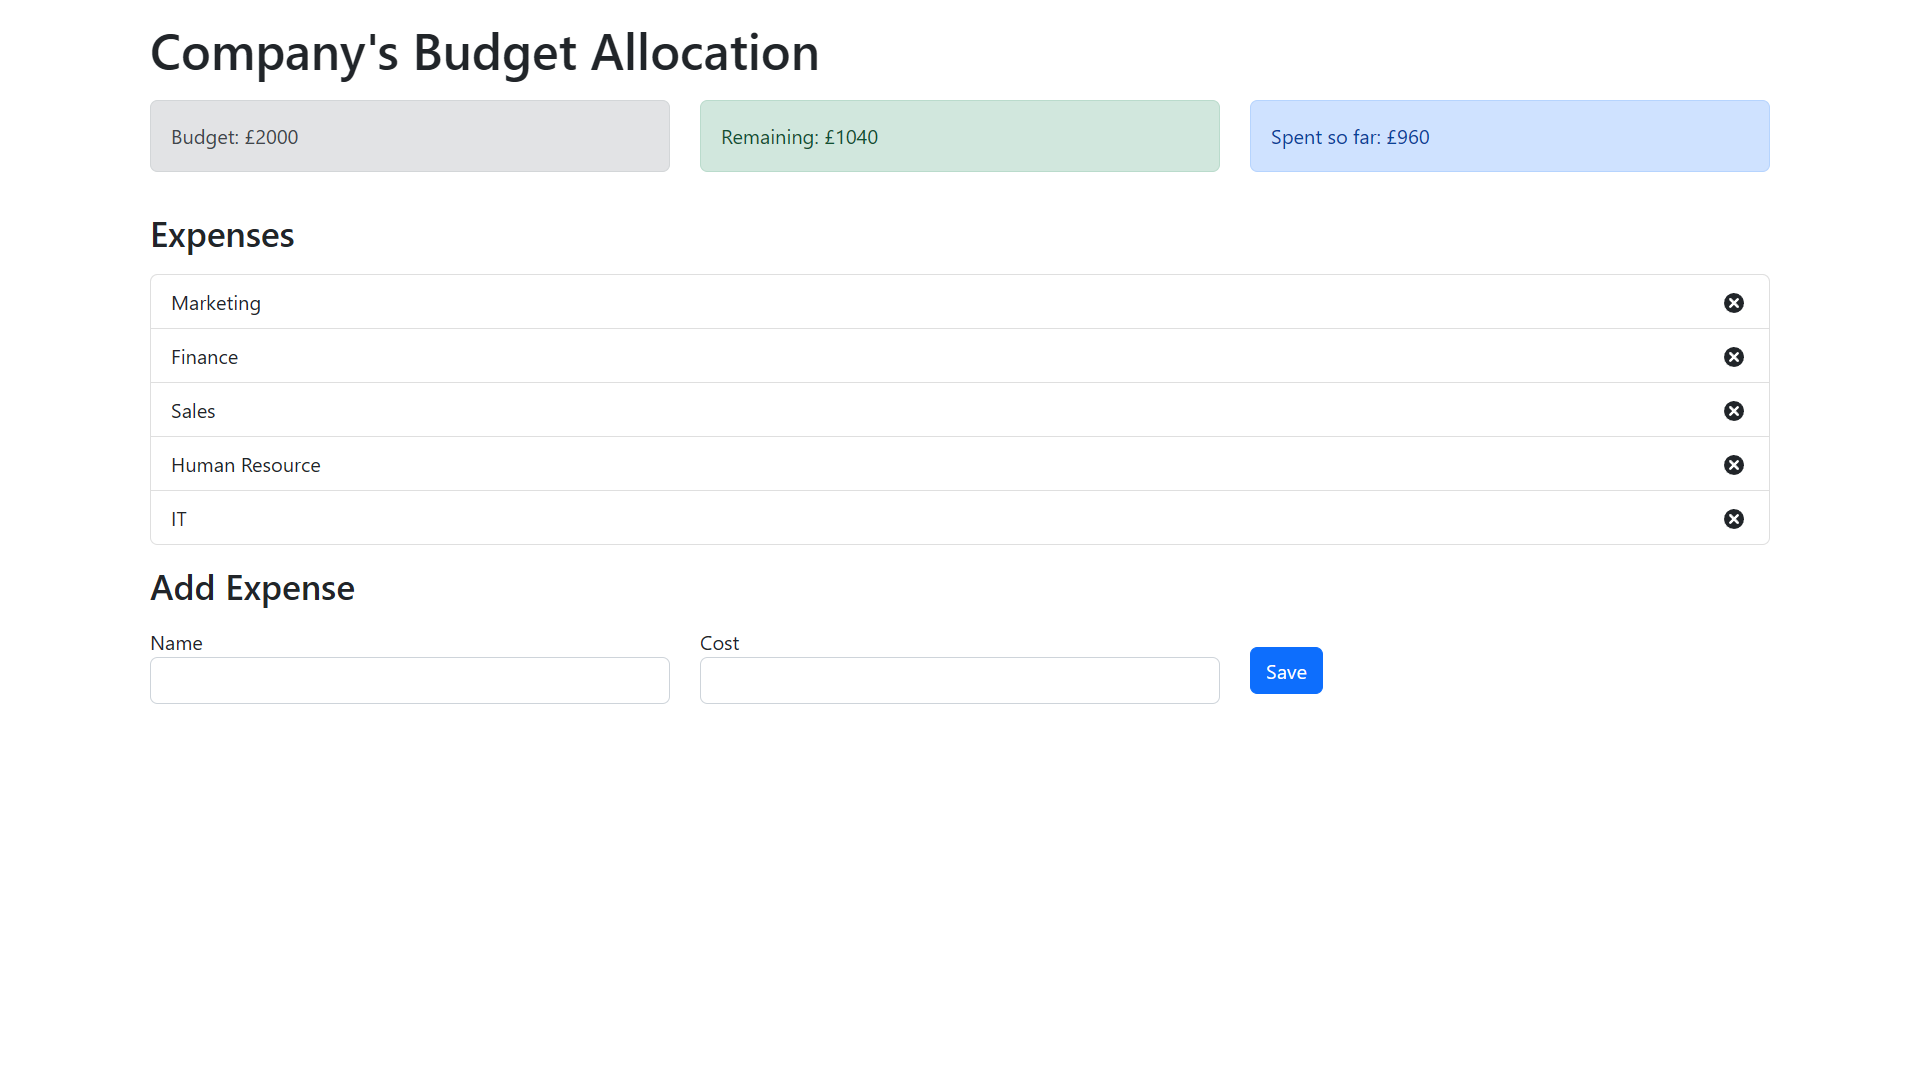 Company's Budget Allocation
Budget: £2000
Remaining: £1040
Spent so far: £960
Expenses
Marketing
Finance
Sales
Human Resource
IT
Add Expense
Name
Cost
Save